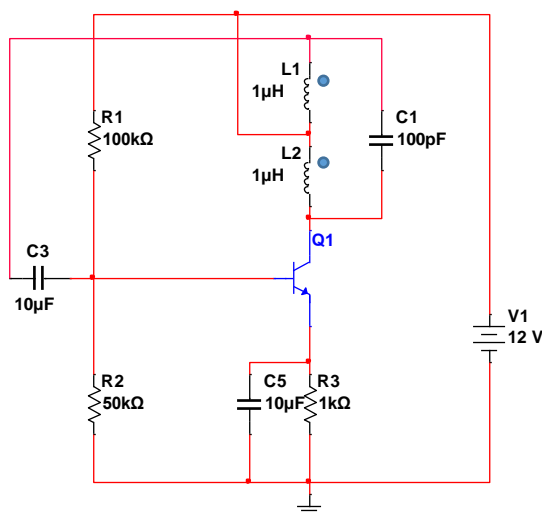 L1
1µH
R1
100kΩ
C1
100pF
L2
1µH
Q1
C3
10µF
V1
12 V
R2
50kΩ
C5
10µF
R3
1kΩ